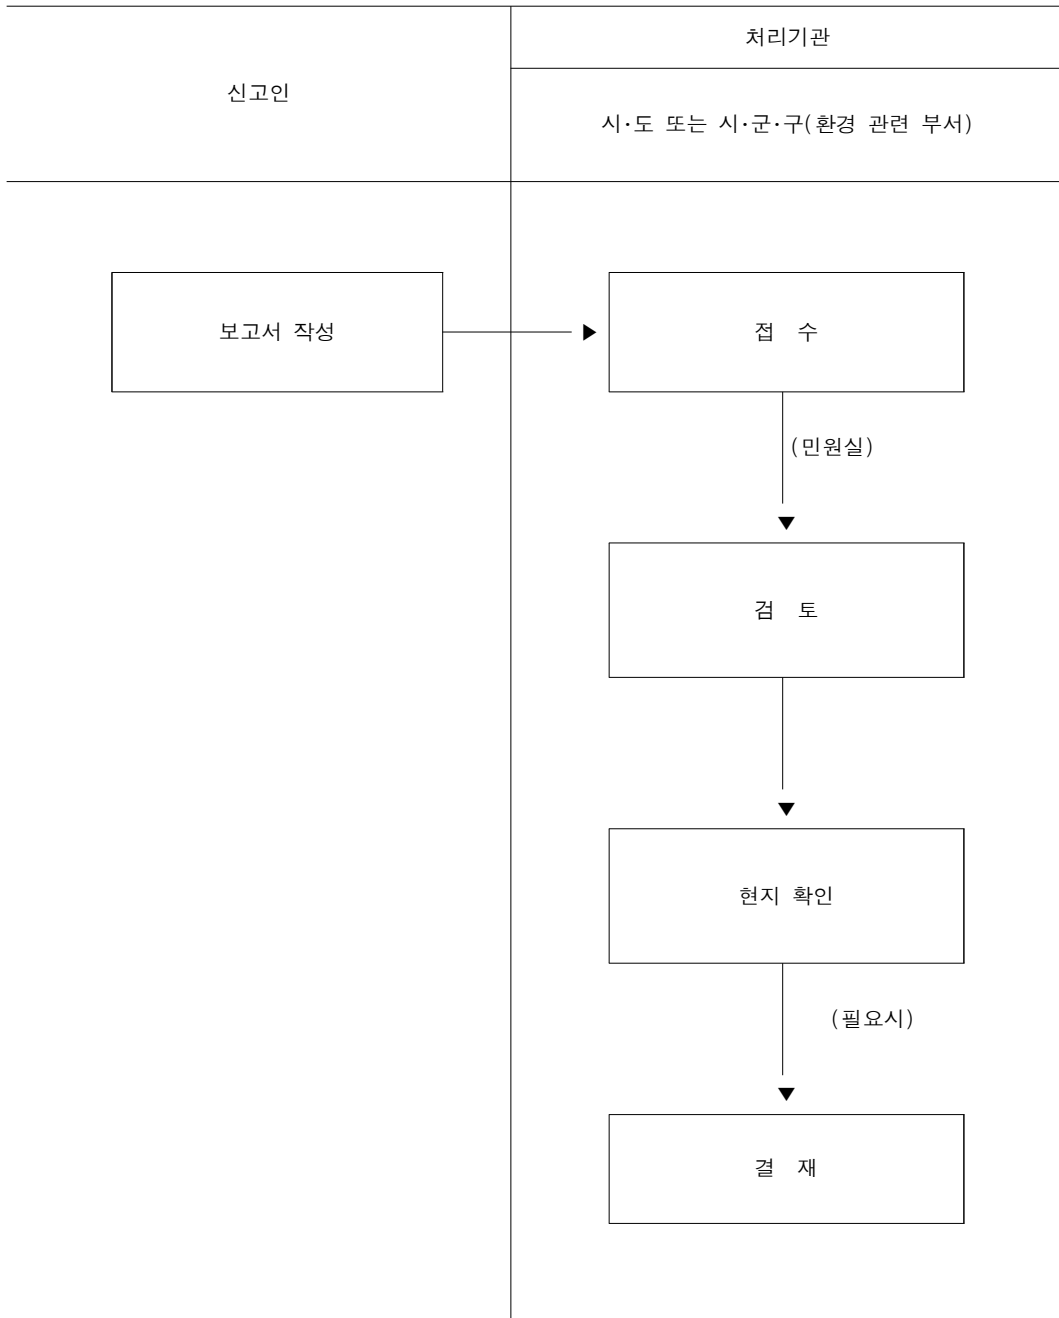 신고인
처리기관
시·도 또는 시·군·구(환경 관련 부서)
보고서 작성
접 수
(민원실)
검 토
현지 확인
(필요시)
결 재